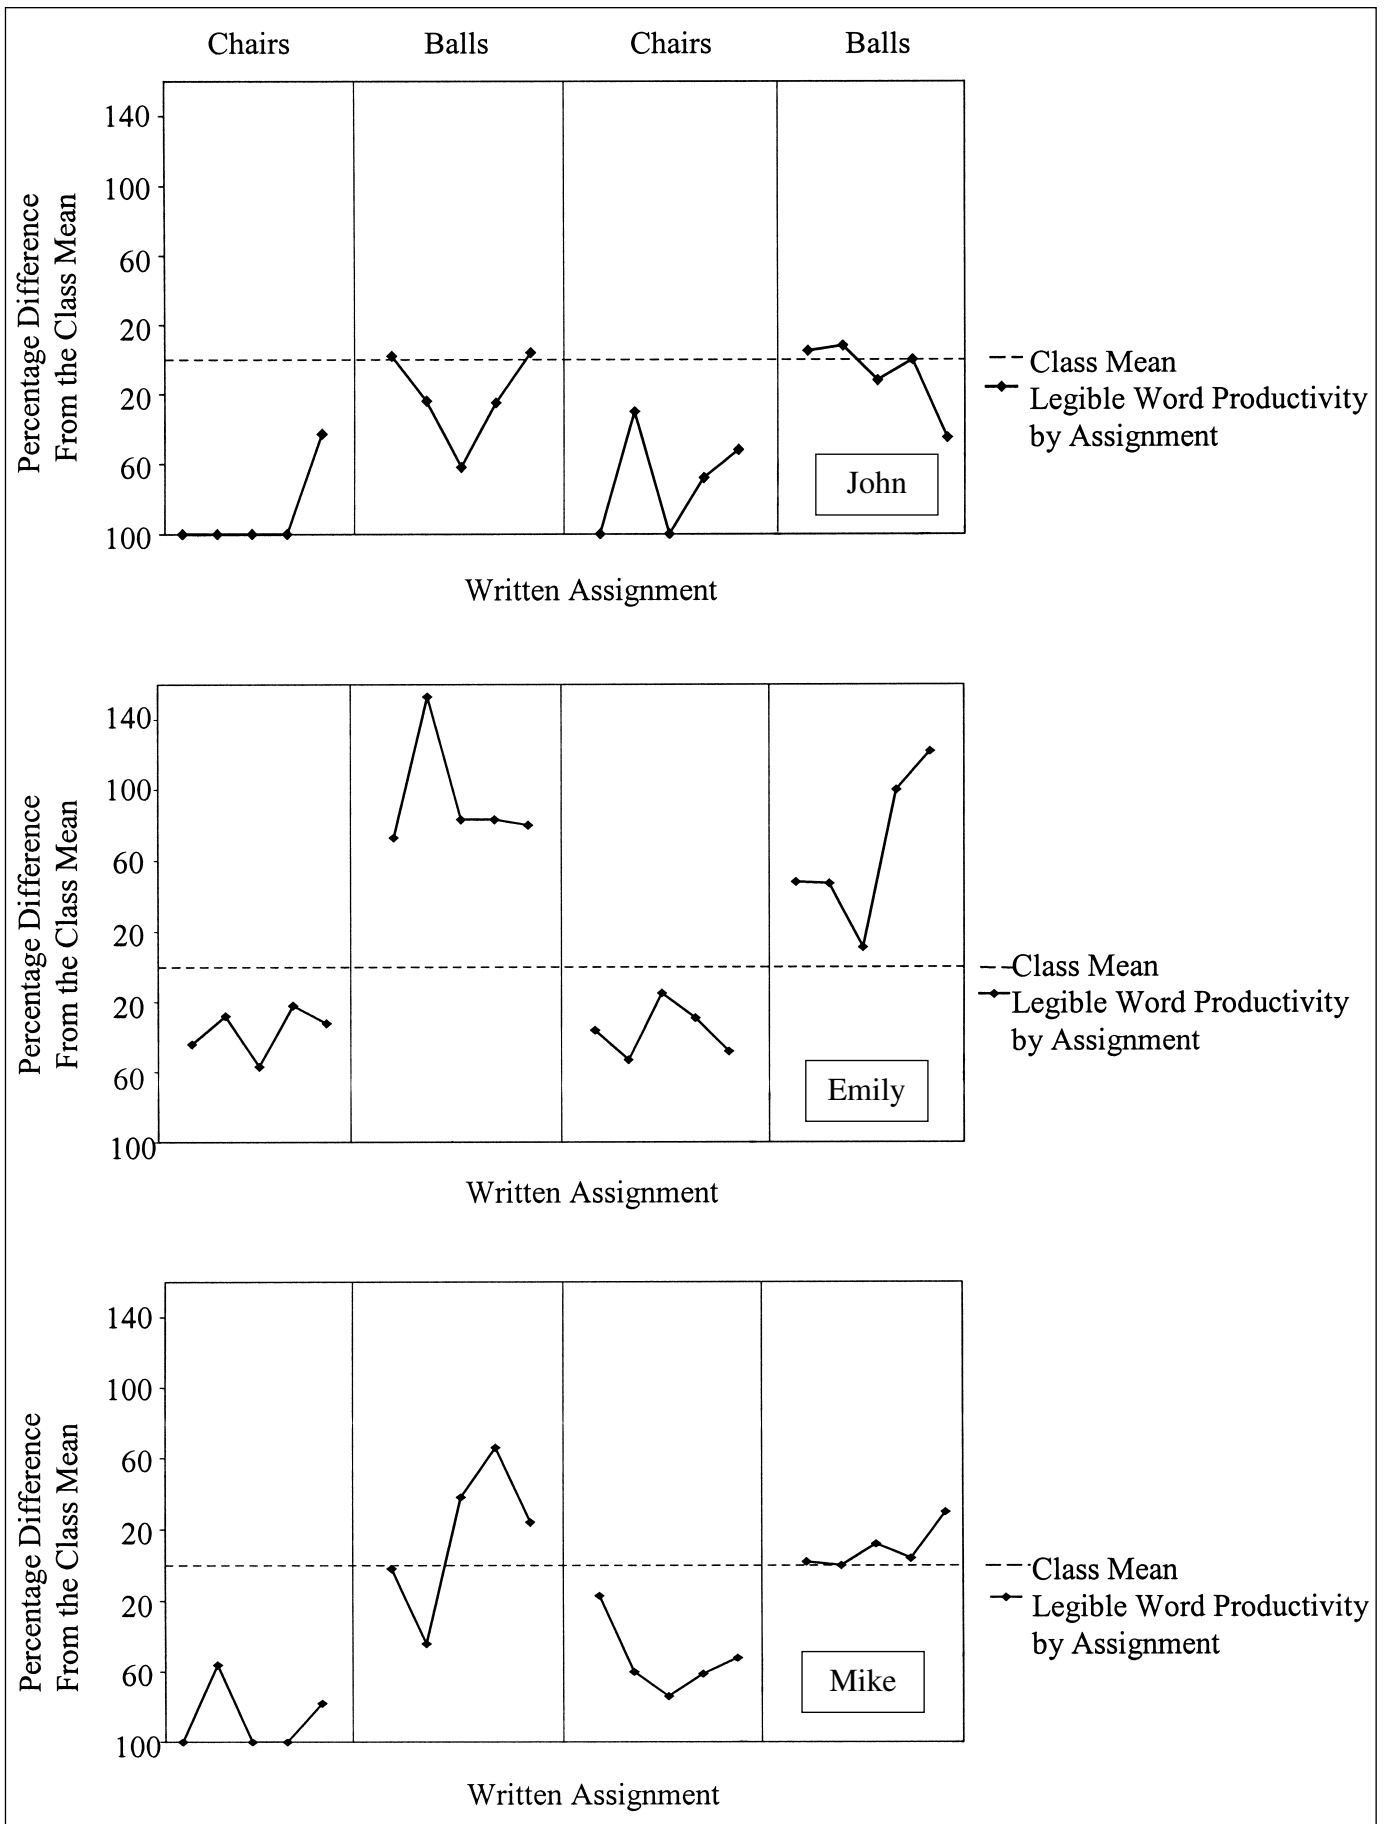 Chairs Balls Chairs Balls
140
100
60
20
20
60
100
Percentage Difference
From the Class Mean
Class Mean
Legible Word Productivity
by Assignment
John
Written Assignment
140
100
60
20
20
60
100
Percentage Difference
From the Class Mean
Class Mean
Legible Word Productivity
by Assignment
Emily
Written Assignment
140
100
60
20
20
60
100
Percentage Difference
From the Class Mean
Class Mean
Legible Word Productivity
by Assignment
Mike
Written Assignment